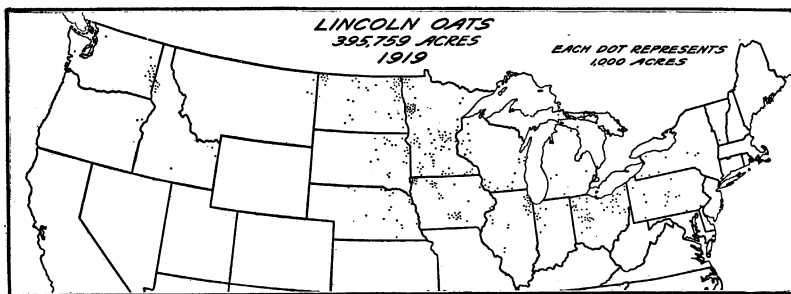 LINCOLN OATS
395,759 ACRES
1919
EACH DOT REPRESENTS
1,000 ACRES